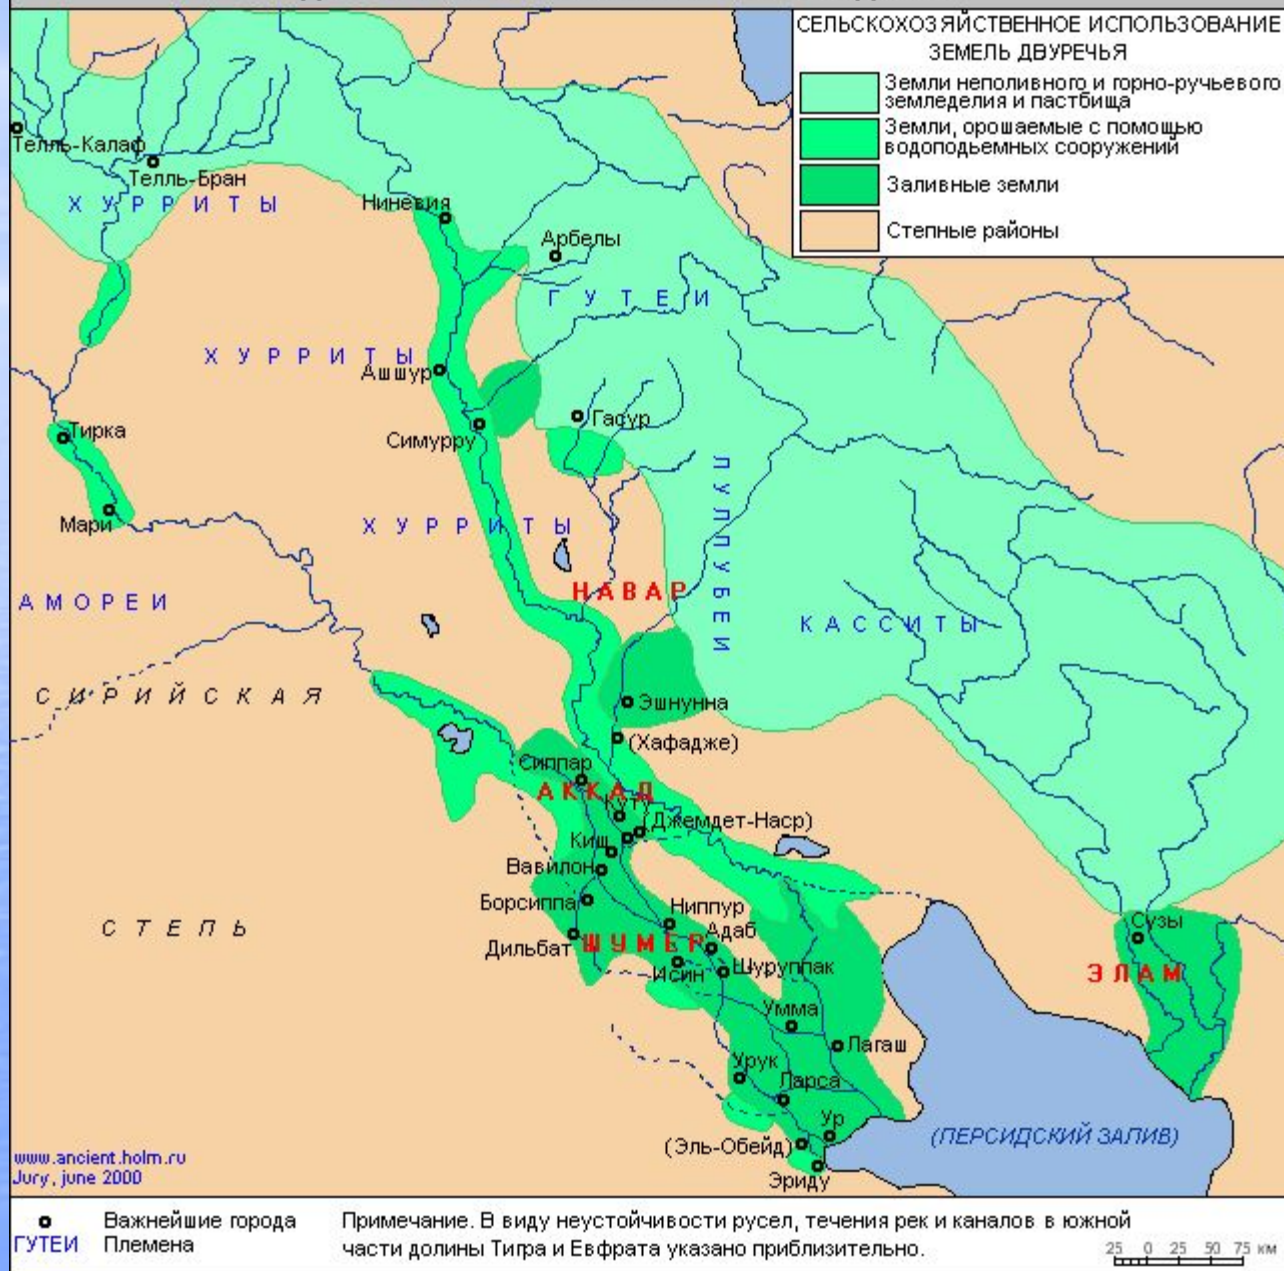 СЕЛЬСКОХОЗЯЙСТВЕННОЕ ИСПОЛЬЗОВАНИЕ
ЗЕМЕЛЬ ДВУРЕЧЬЯ
Земли неполивного и горно-ручьевого
земледелия и пастбища
Земли, орошаемые с помощью
водоподьемных сооружений
Заливные земли
Степные районы
Телль-Калаф
Телль-Бран
ХУРРИТЫ
Ниневия
Арбелы
ГУТЕИ
ХУРРИТЫ
Ашшур
Гасур
Симурру
Тирка
Мари
ХУРРИТЫ
ЛУЛЛУБЕИ
НАВАР
АМОРЕИ
КАССИТЫ
СИРИЙСКАЯ
Эшнунна
(Хафадже)
Сиппар
АККАД
Куту
(Джемдет-Наср)
Киш
Вавилон
Борсиппа
Ниппур
Адаб
СТЕПЬ
Дильбат
ШУМЕР
Исин
Шуруппак
Сузы
ЭЛАМ
Умма
Лагаш
Урук
Ларса
Ур
(Эль-Обейд)
Эриду
(ПЕРСИДСКИЙ ЗАЛИВ)
www.ancient.holm.ru
Jury, june 2000
Важнейшие города
ГУТЕИ Племена
Примечание. В виду неустойчивости русел, течения рек и каналов в южной
части долины Тигра и Евфрата указано приблизительно.
25 0 25 50 75 км